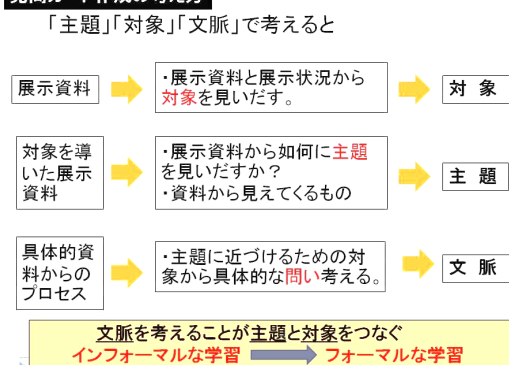 「主題」「対象」「文脈」で考えると
展示資料
・展示資料と展示状況から
対象を見いだす。
対 象
対象を導
いた展示
資料
・展示資料から如何に主題
を見いだすか？
・資料から見えてくるもの
主 題
具体的資
料からの
プロセス
・主題に近づけるための対
象から具体的な問い考える。
文 脈
文脈を考えることが主題と対象をつなぐ
インフォーマルな学習 フォーマルな学習